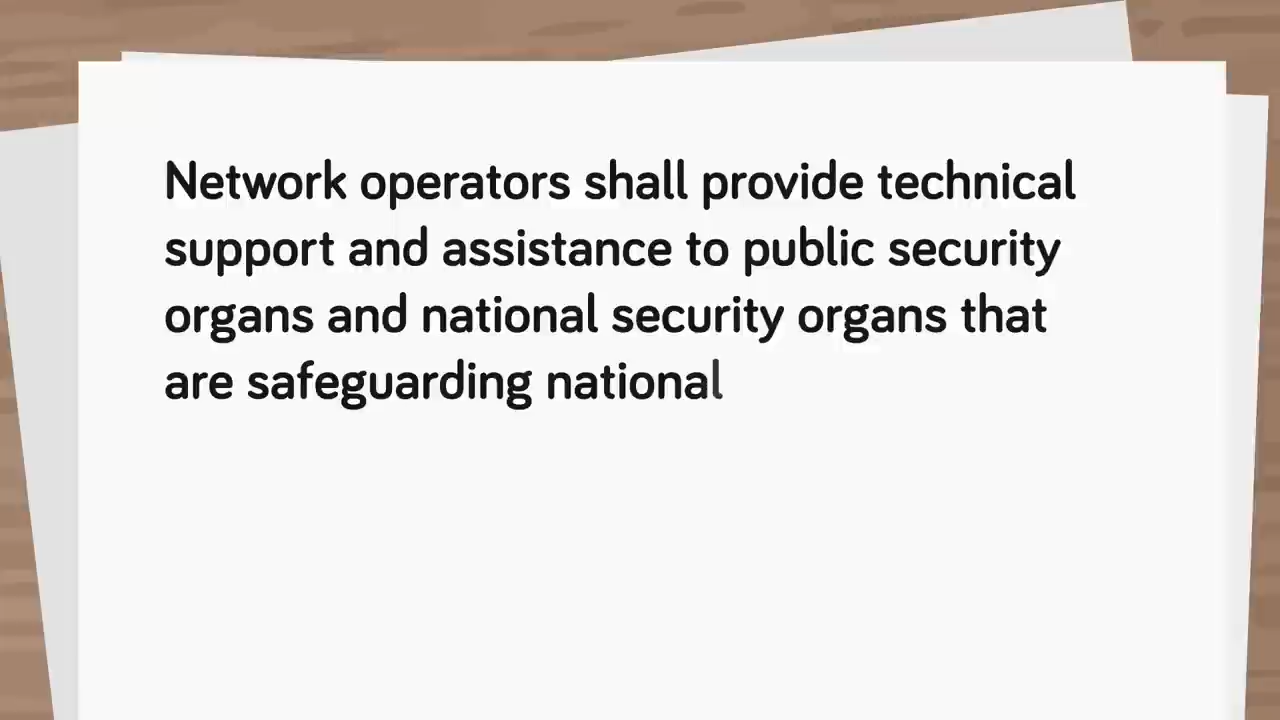 Network operators shall provide technical
support and assistance to public security
organs and national security organs that
are safeguarding national